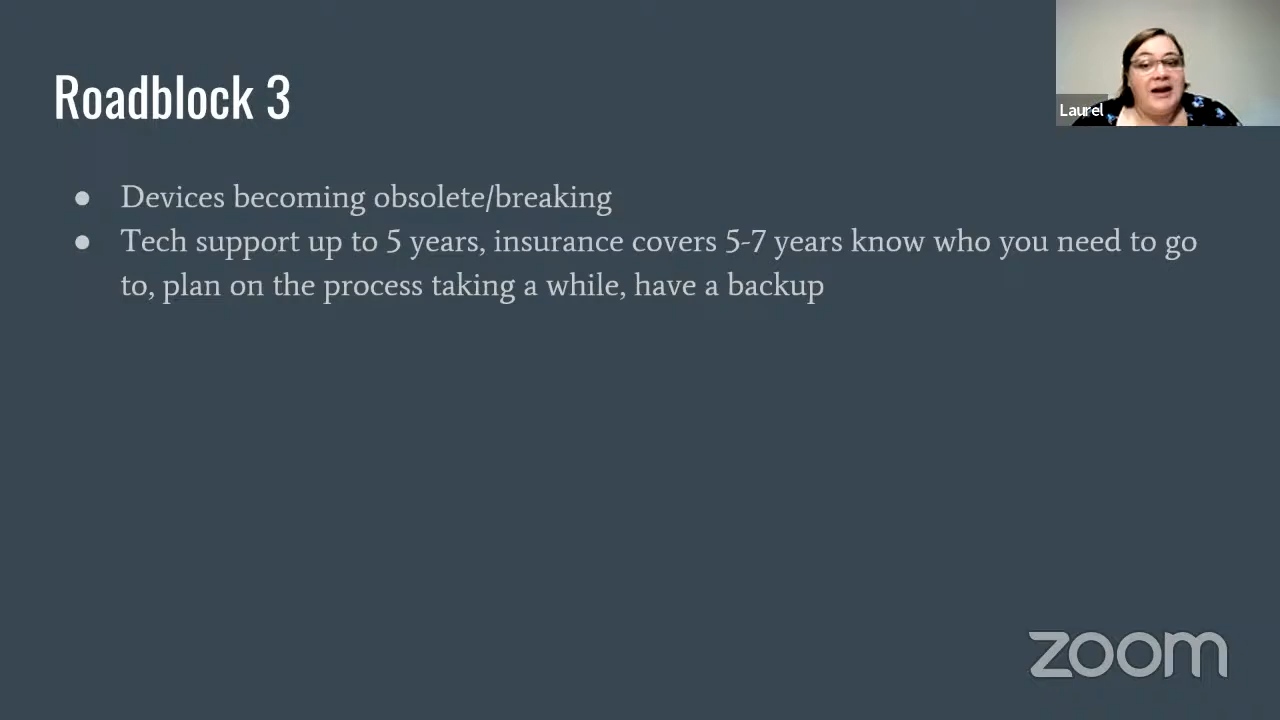 Roadblock 3
Laurel
● Devices becoming obsolete/breaking
● Tech support up to 5 years, insurance covers 5-7 years know who you need to go
to, plan on the process taking a while, have a backup
zoom